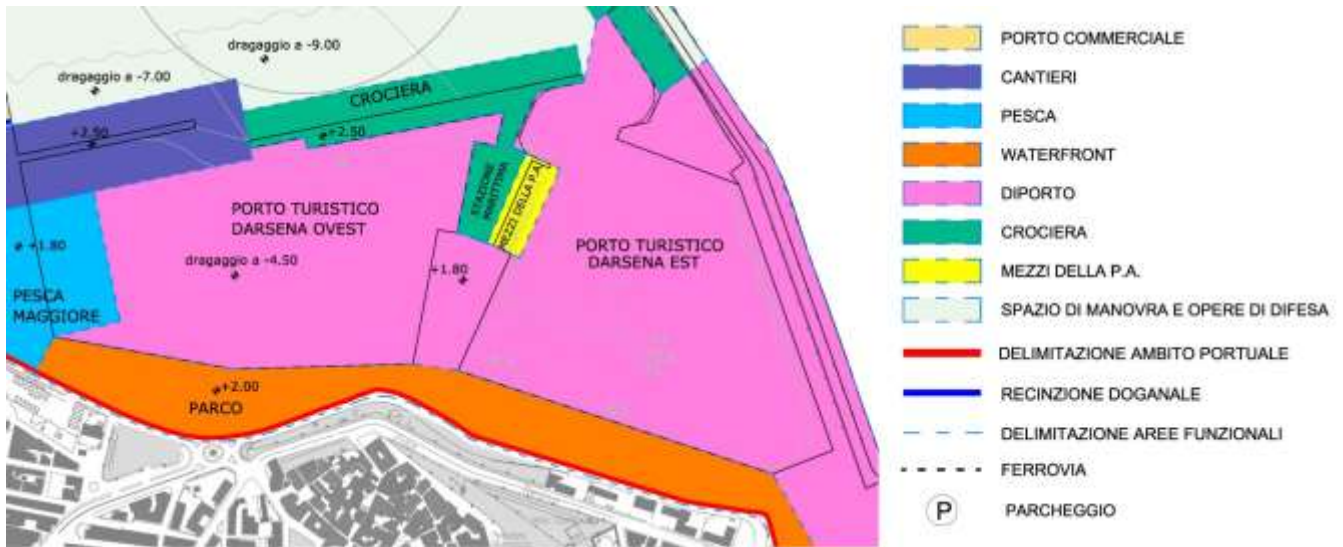 dragaggio a -9.00
dragaggio a -7.00
CROCIERA
+2.50
+2.50
STAZIONE
MARITTIMA
MEZZI DELLA P.A.
PORTO TURISTICO
DARSENA OVEST
+1.80
PORTO TURISTICO
DARSENA EST
dragaggio a -4.50
+1.80
PESCA
MAGGIORE
+2.00
PARCO
PORTO COMMERCIALE
CANTIERI
PESCA
WATERFRONT
DIPORTO
CROCIERA
MEZZI DELLA P.A.
SPAZIO DI MANOVRA E OPERE DI DIFESA
DELIMITAZIONE AMBITO PORTUALE
RECINZIONE DOGANALE
DELIMITAZIONE AREE FUNZIONALI
FERROVIA
P PARCHEGGIO